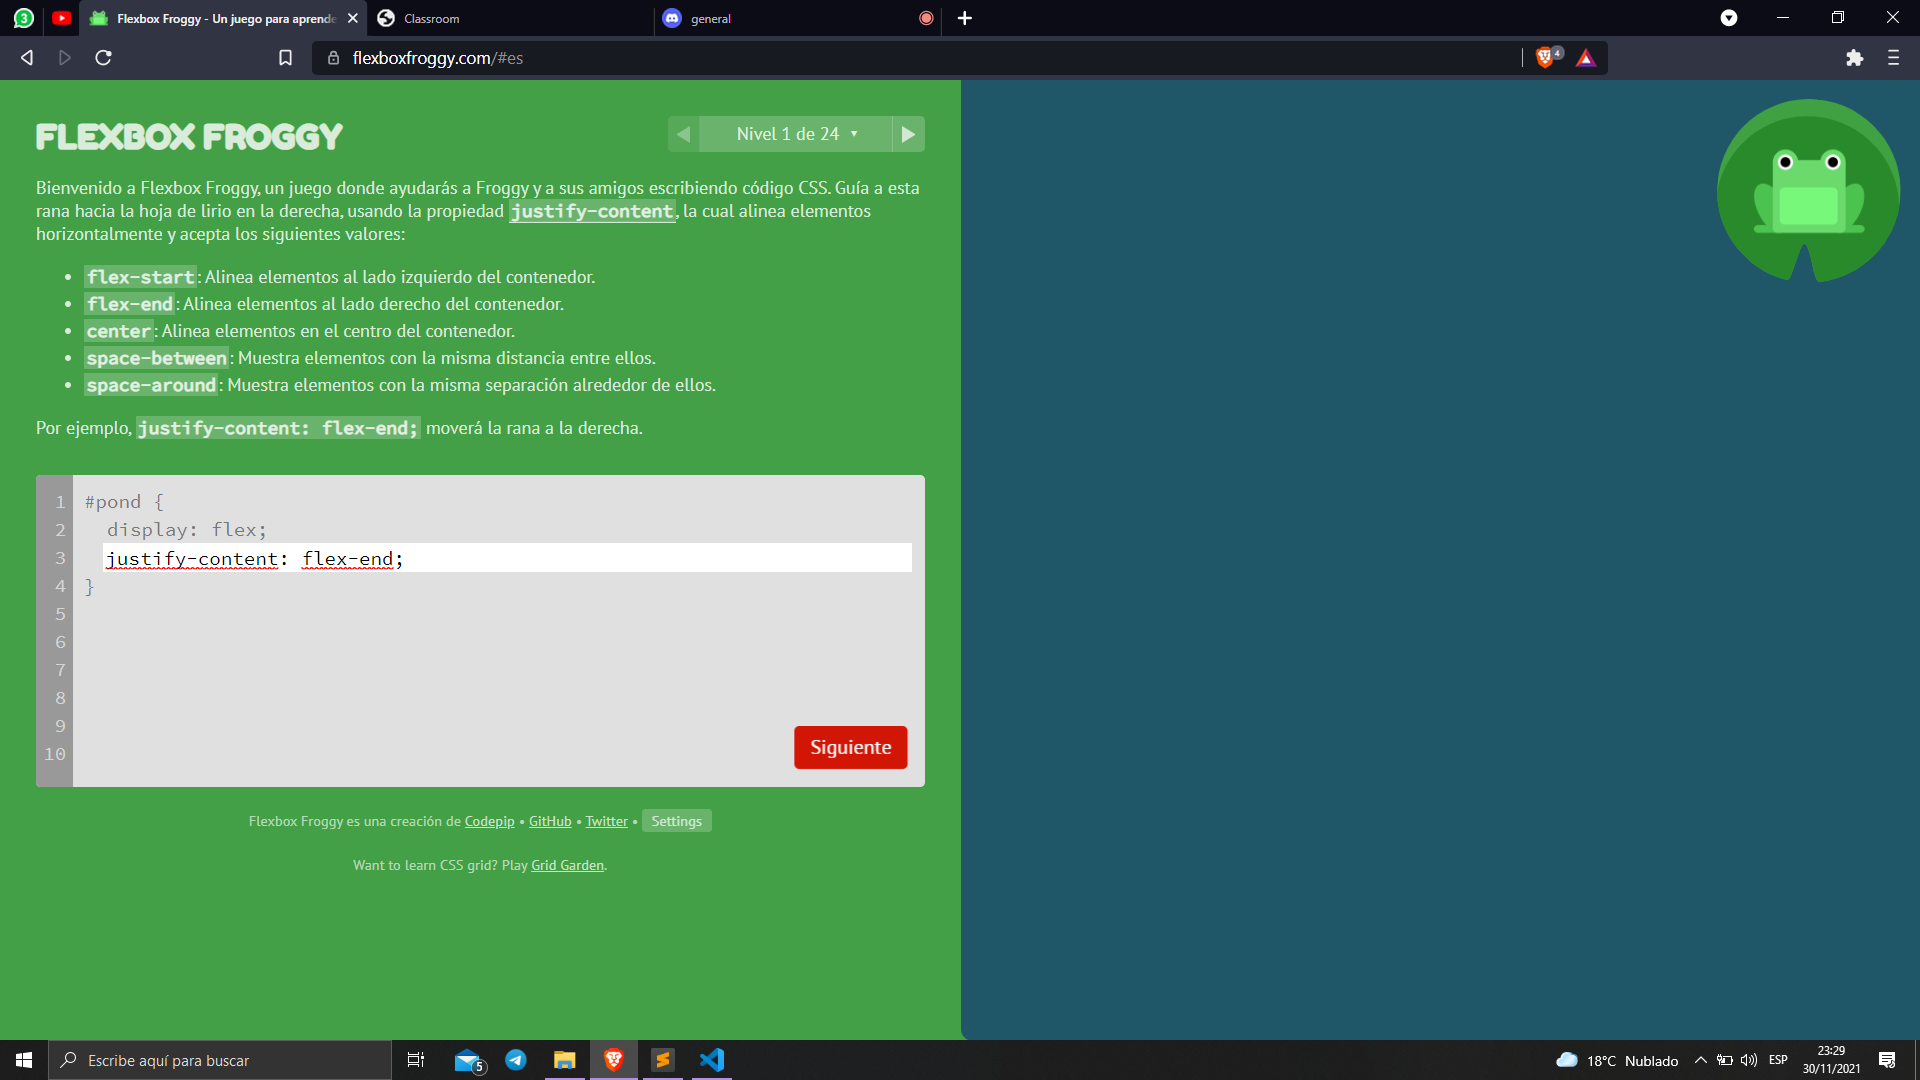 3
Flexbox Froggy - Un juego para aprende
Classroom
general
flexboxfroggy.com/#es
4
FLEXBOX FROGGY
Nivel 1 de 24
Bienvenido a Flexbox Froggy, un juego donde ayudarás a Froggy y a sus amigos escribiendo código CSS. Guía a esta
rana hacia la hoja de lirio en la derecha, usando la propiedad justify-content, la cual alinea elementos
horizontalmente y acepta los siguientes valores:
• flex-start: Alinea elementos al lado izquierdo del contenedor.
• flex-end: Alinea elementos al lado derecho del contenedor.
• center: Alinea elementos en el centro del contenedor.
• space-between: Muestra elementos con la misma distancia entre ellos.
• space-around: Muestra elementos con la misma separación alrededor de ellos.
Por ejemplo, justify-content: flex-end; moverá la rana a la derecha.
1 #pond {
2 display: flex;
3 justify-content: flex-end;
4 }
5
6
7
8
9
10
Siguiente
Flexbox Froggy es una creación de Codepip • GitHub • Twitter • Settings
Want to learn CSS grid? Play Grid Garden.
Escribe aquí para buscar
5
18°C Nublado
ESP
23:29
30/11/2021